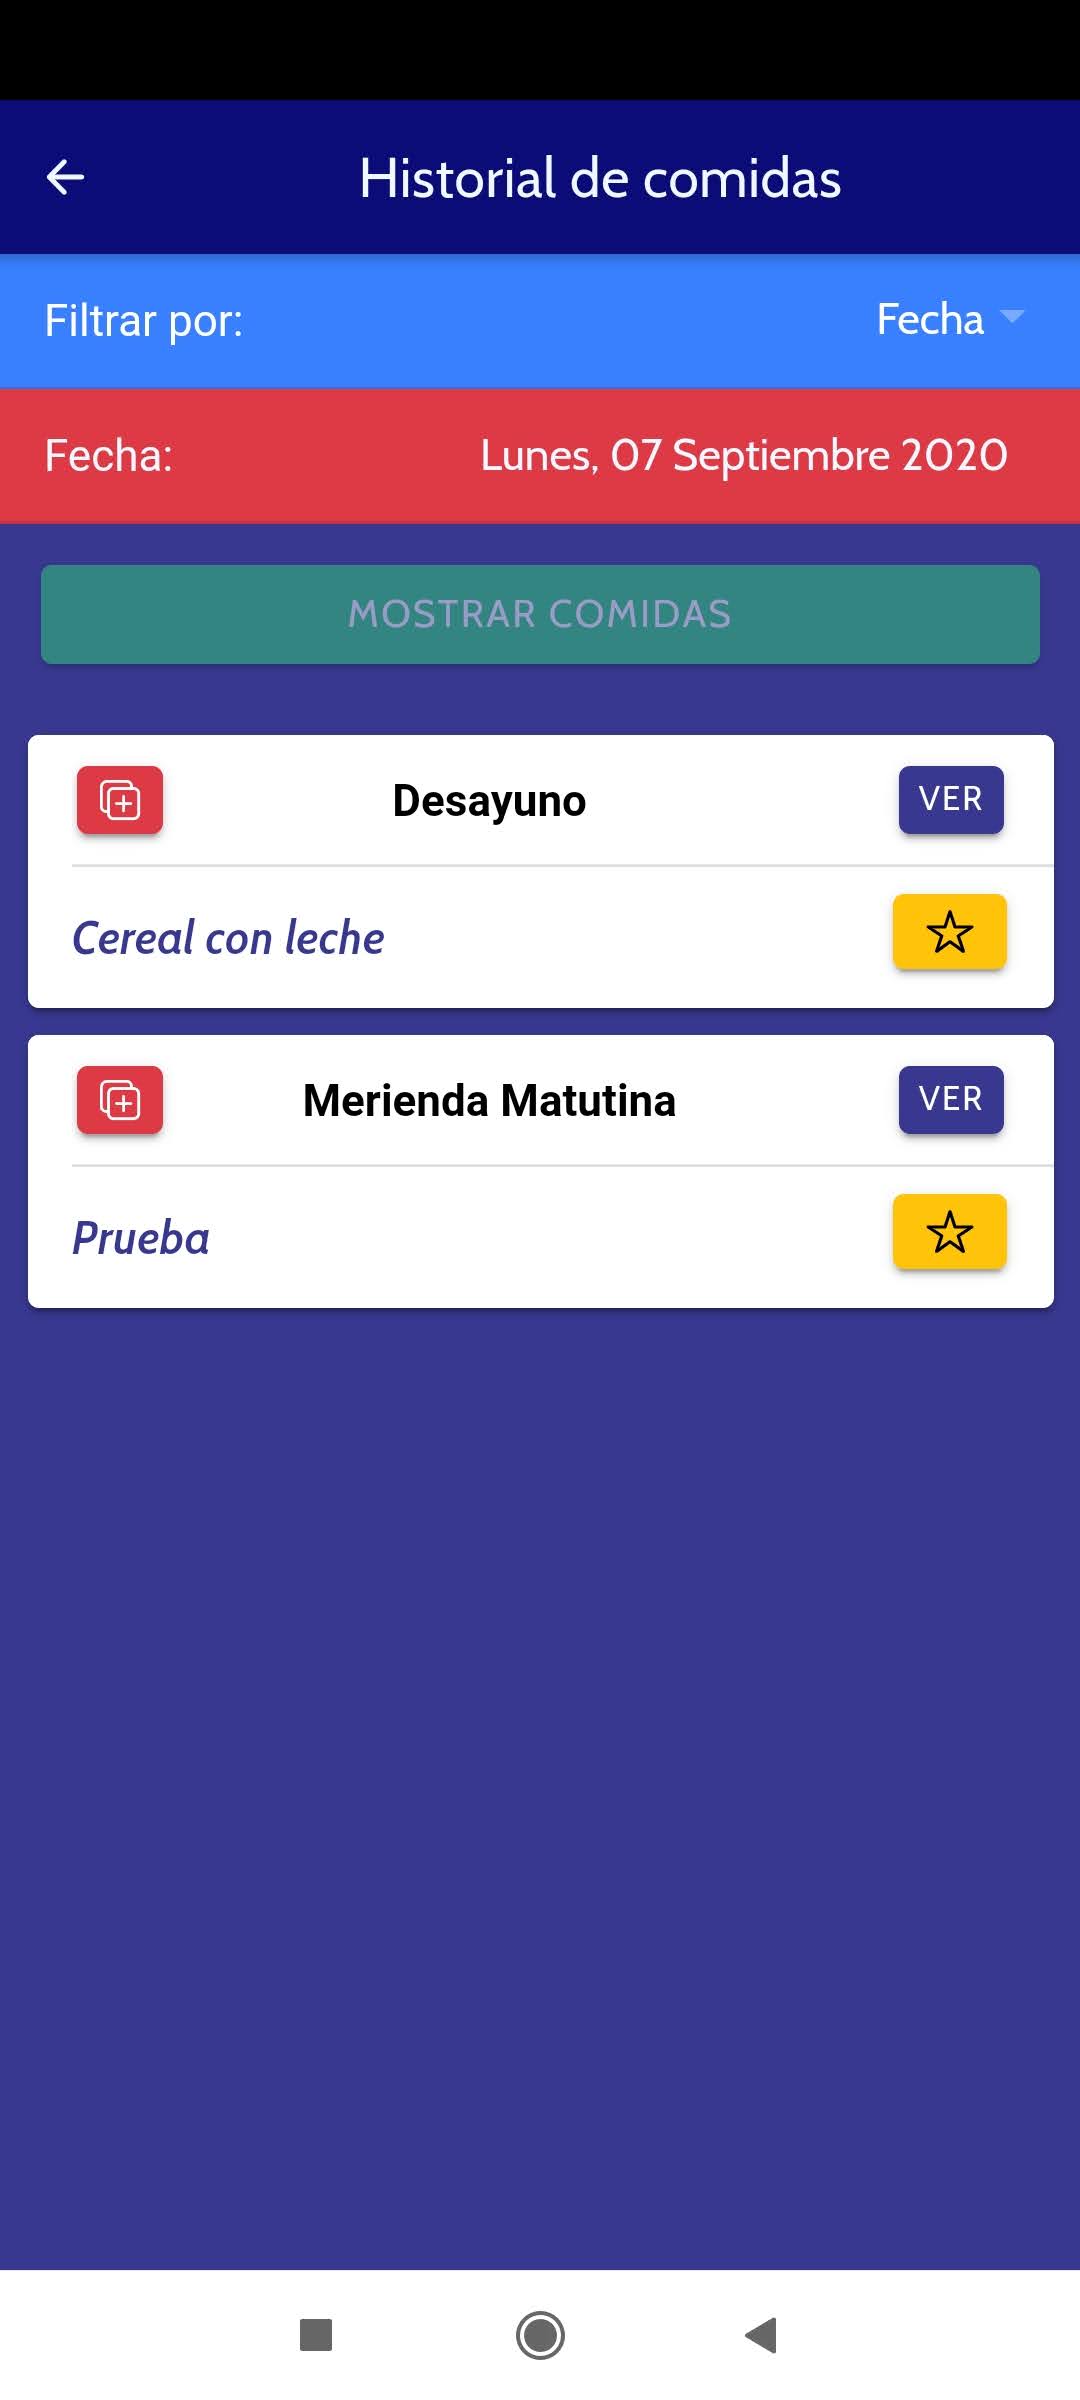 Historial de comidas
Filtrar por: Fecha
Fecha: Lunes, 07 Septiembre 2020
MOSTRAR COMIDAS
Desayuno VER
Cereal con leche
Merienda Matutina VER
Prueba